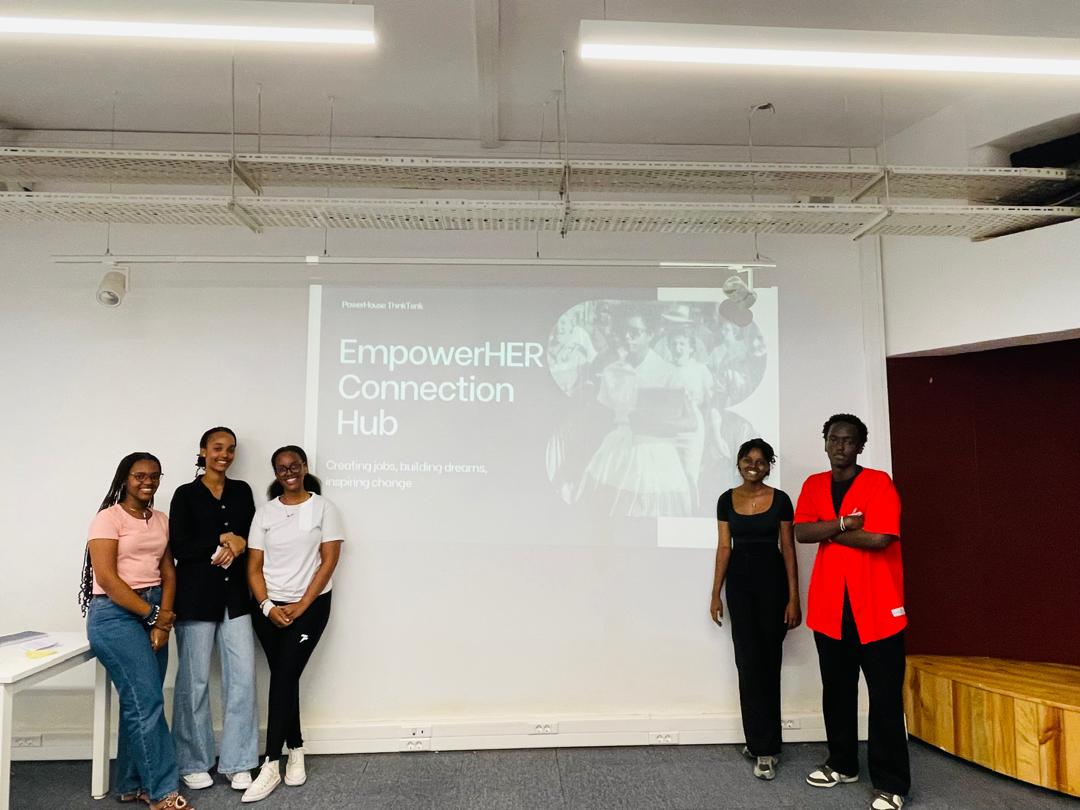 PowerHouse ThinkTank
EmpowerHER
Connection
Hub
Creating jobs, building dreams,
inspiring change